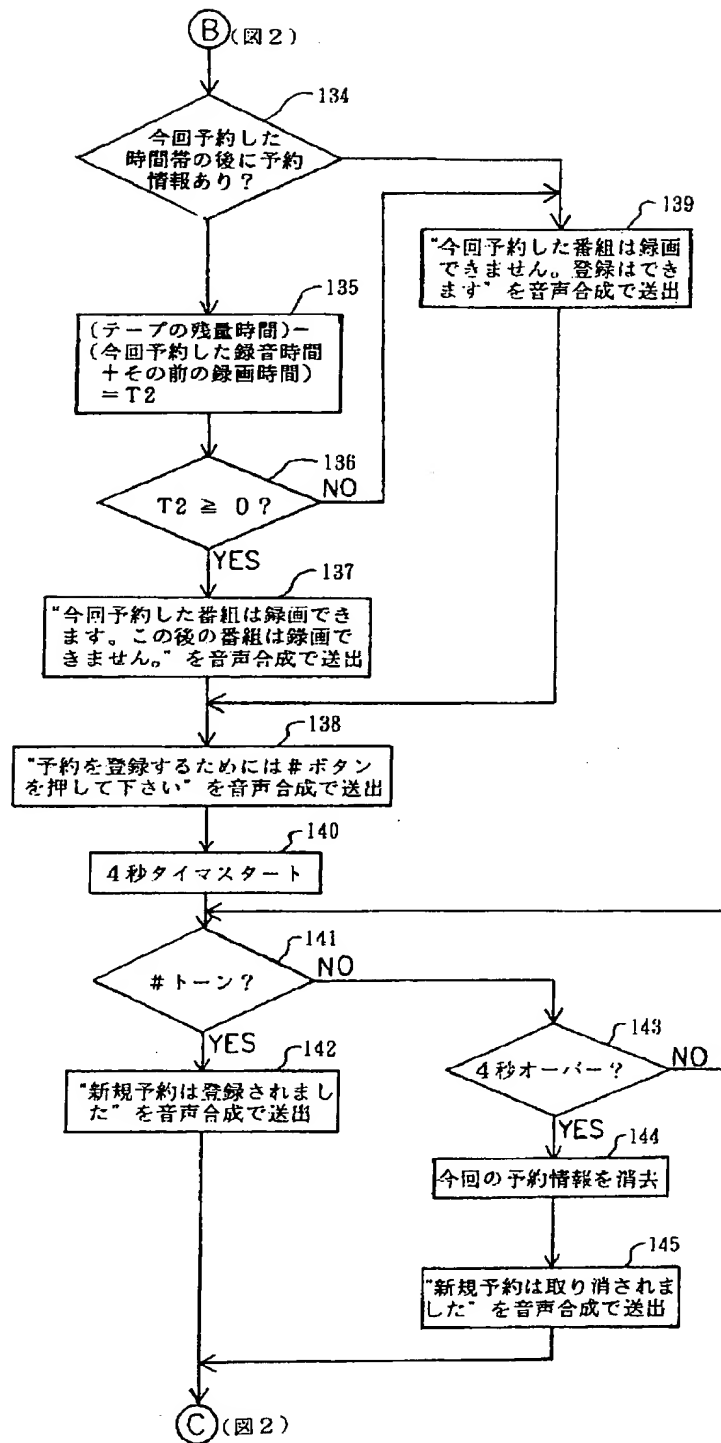 B (図2)
134
今回予約した
時間帯の後に予約
情報あり?
139
"今回予約した番組は録画
できません。登録はでき
ます"を音声合成で送出
135
(テープの残量時間)-
(今回予約した録音時間
+その前の録画時間)
=T2
136
T2 ≧ 0?
NO
YES
137
"今回予約した番組は録画でき
ます。この後の番組は録画で
きません。"を音声合成で送出
138
"予約を登録するためには#ボタン
を押して下さい"を音声合成で送出
140
4秒タイマスタート
141
#トーン?
NO
YES
142
"新規予約は登録されまし
た"を音声合成で送出
143
4秒オーバー?
NO
YES
144
今回の予約情報を消去
145
"新規予約は取り消されま
した"を音声合成で送出
C (図2)